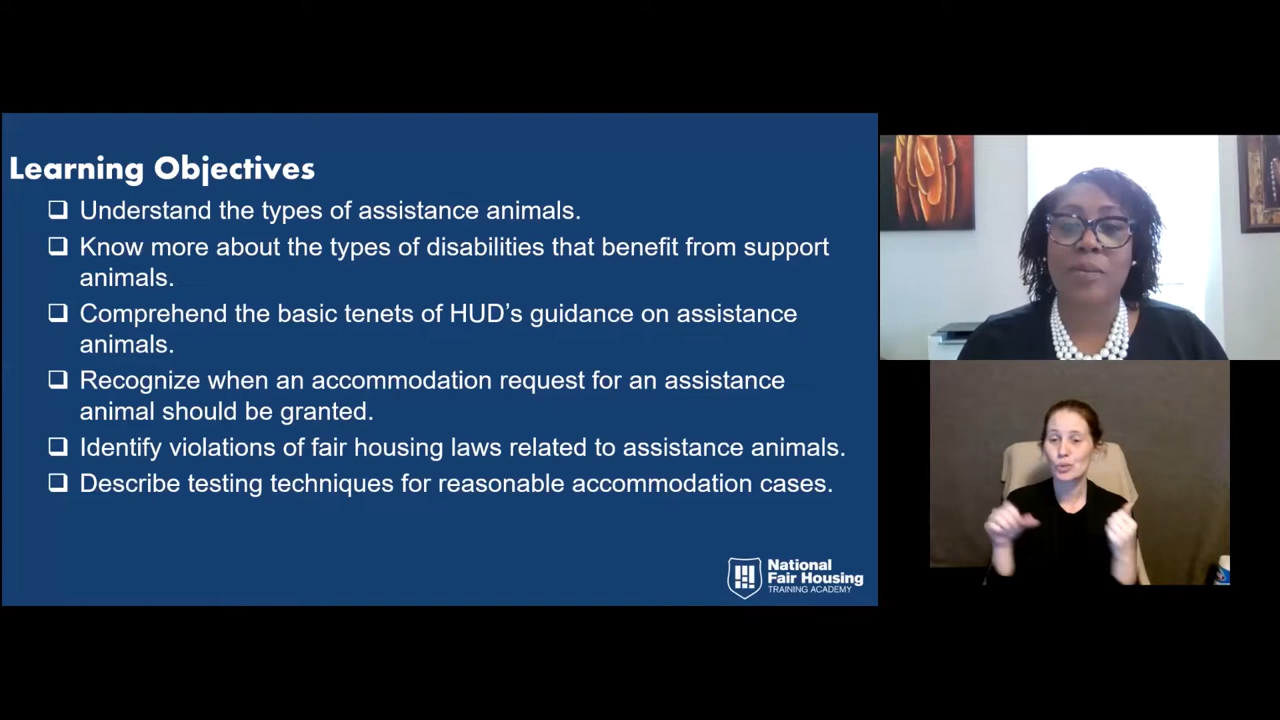 Learning Objectives
❑ Understand the types of assistance animals.
❑ Know more about the types of disabilities that benefit from support
animals.
❑ Comprehend the basic tenets of HUD’s guidance on assistance
animals.
❑ Recognize when an accommodation request for an assistance
animal should be granted.
❑ Identify violations of fair housing laws related to assistance animals.
❑ Describe testing techniques for reasonable accommodation cases.
National
Fair Housing
TRAINING ACADEMY